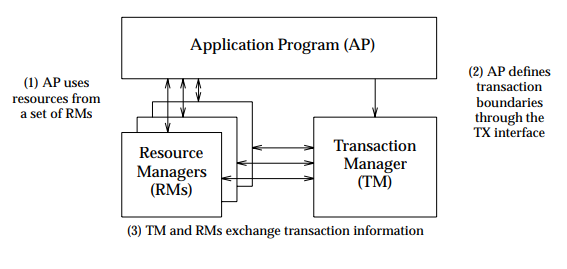 Application Program (AP)
(1) AP uses
resources from
a set of RMs
(2) AP defines
transaction
boundaries
through the
TX interface
Resource
Managers
(RMs)
Transaction
Manager
(TM)
(3) TM and RMs exchange transaction information